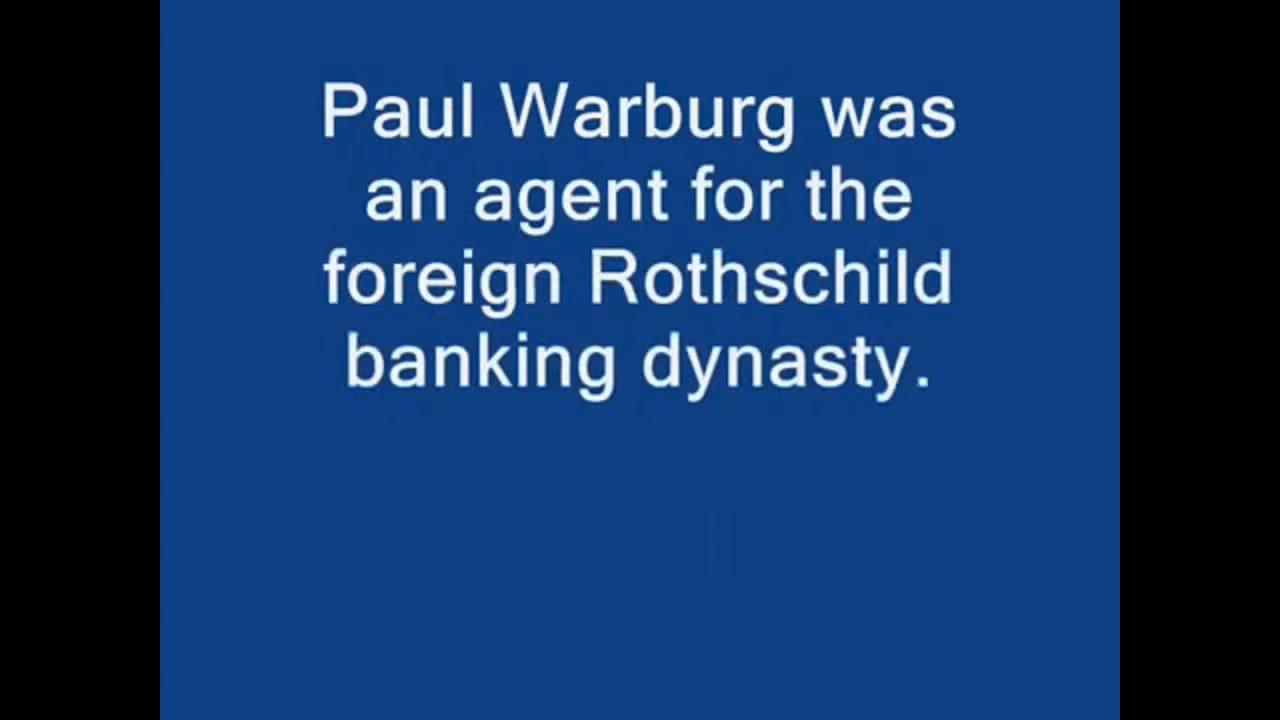 Paul Warburg was
an agent for the
foreign Rothschild
banking dynasty.